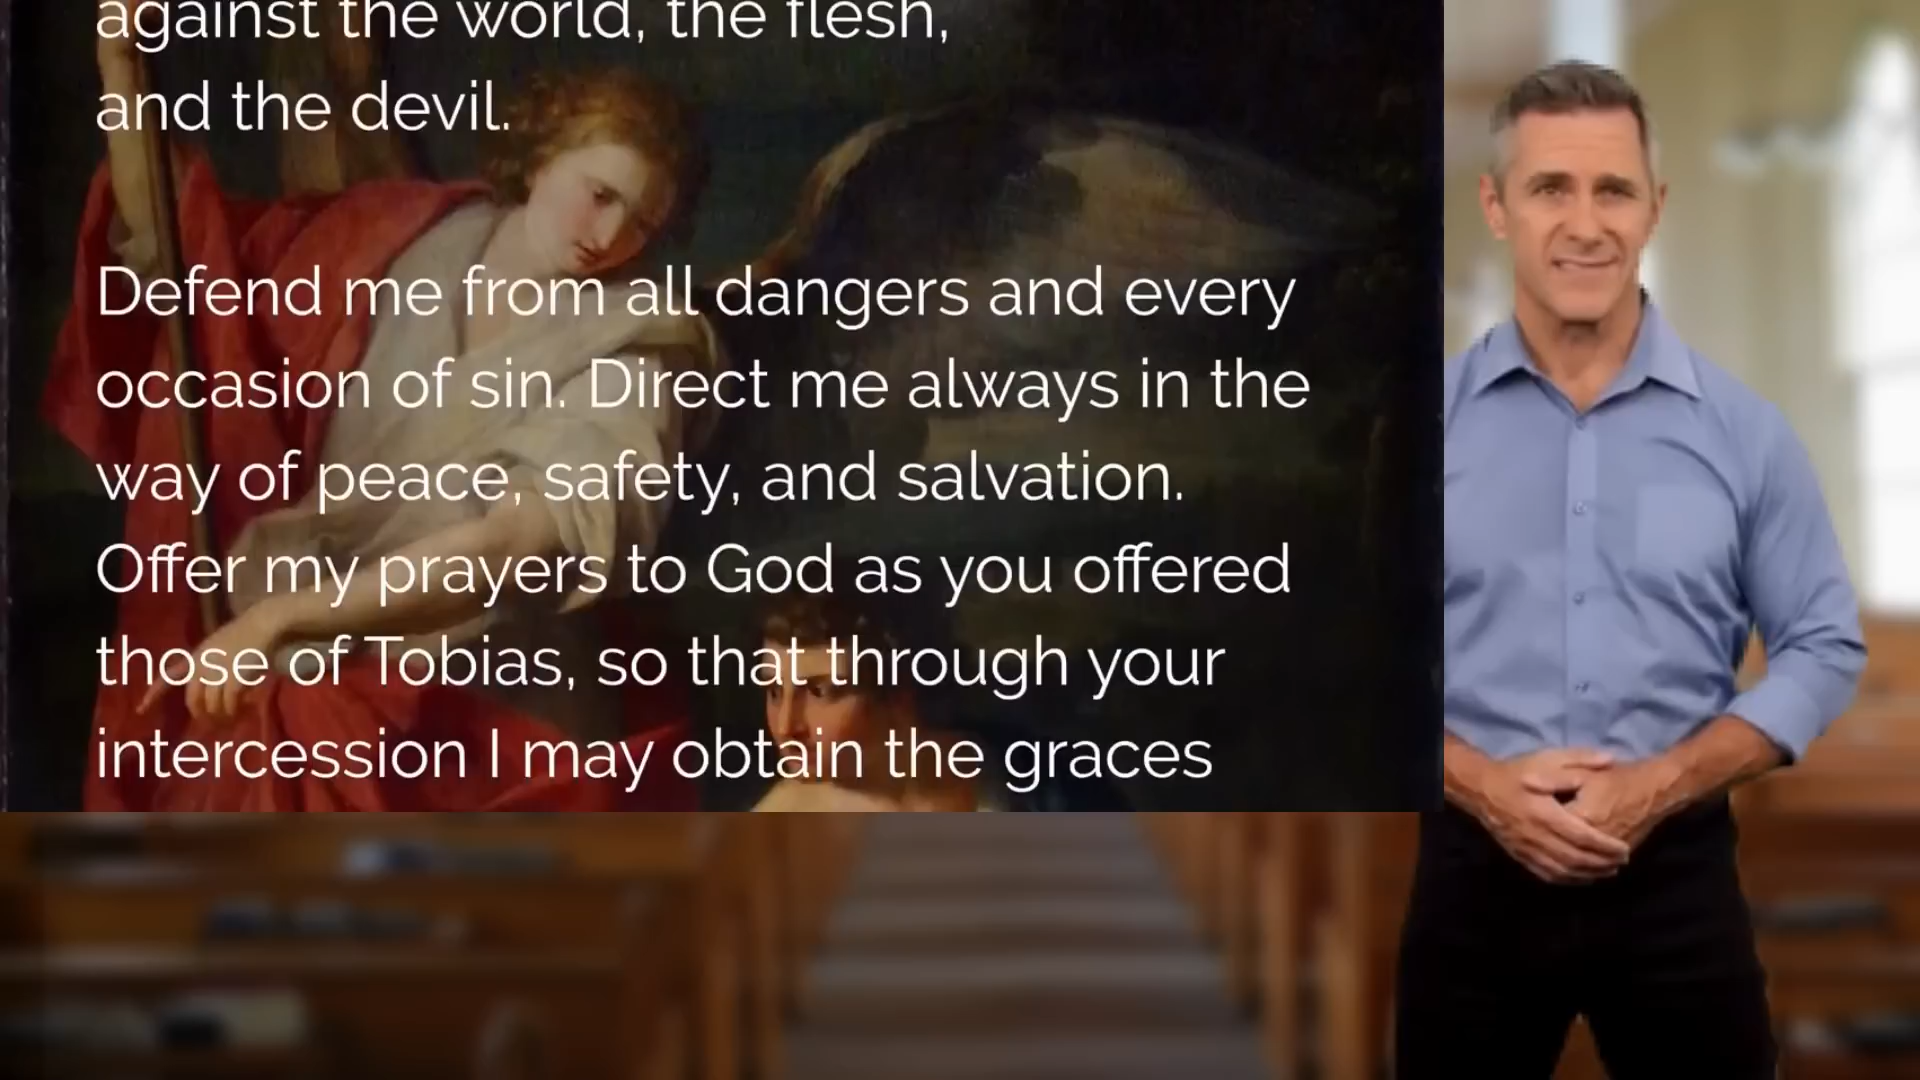 against the world, the flesh,
and the devil.
Defend me from all dangers and every
occasion of sin. Direct me always in the
way of peace, safety, and salvation.
Offer my prayers to God as you offered
those of Tobias, so that through your
intercession I may obtain the graces